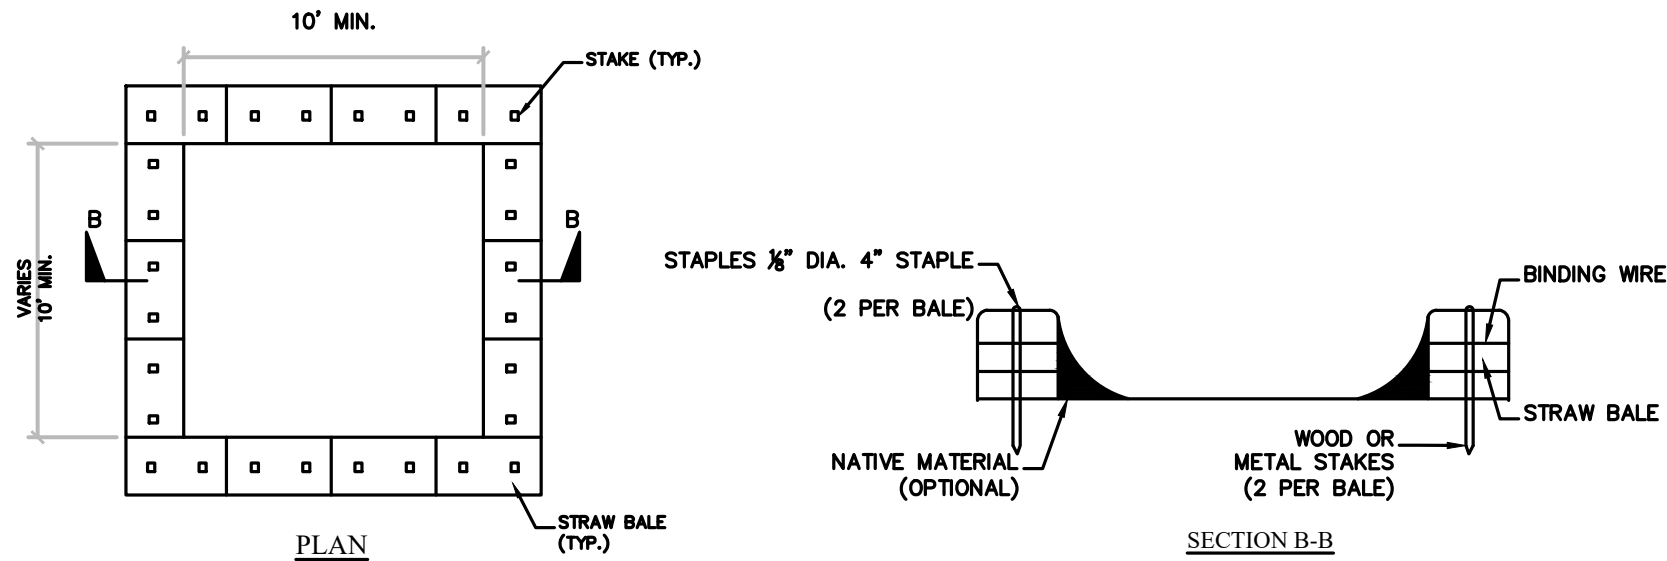 10' MIN.
STAKE (TYP.)
B
B
VARIES
10' MIN.
STRAW BALE
(TYP.)
PLAN
STAPLES ⅛" DIA. 4" STAPLE
(2 PER BALE)
BINDING WIRE
STRAW BALE
NATIVE MATERIAL
(OPTIONAL)
WOOD OR
METAL STAKES
(2 PER BALE)
SECTION B-B